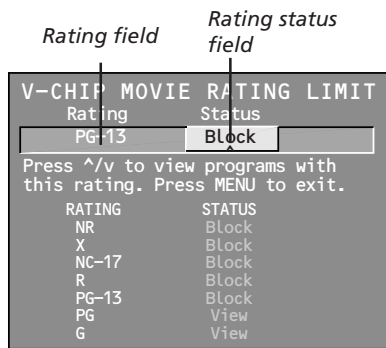 Rating field
Rating status
field
V-CHIP MOVIE RATING LIMIT
Rating Status
PG-13 Block
Press ^/v to view programs with
this rating. Press MENU to exit.
RATING STATUS
NR Block
X Block
NC-17 Block
R Block
PG-13 Block
PG View
G View